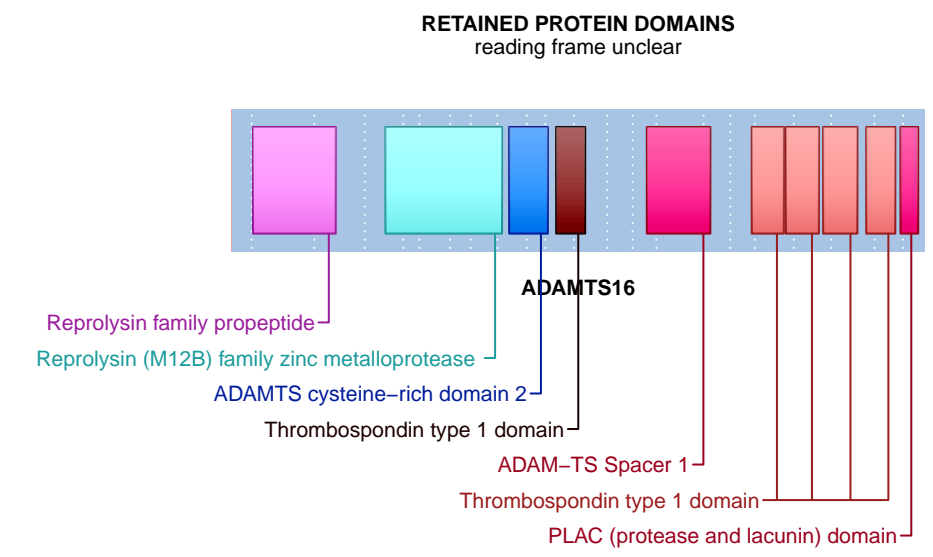 RETAINED PROTEIN DOMAINS
reading frame unclear
ADAMTS16
Reprolysin family propeptide
Reprolysin (M12B) family zinc metalloprotease
ADAMTS cysteine−rich domain 2
Thrombospondin type 1 domain
ADAM−TS Spacer 1
Thrombospondin type 1 domain
PLAC (protease and lacunin) domain